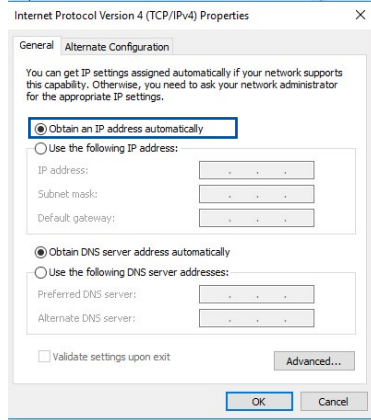 Internet Protocol Version 4 (TCP/IPv4) Properties
General
Alternate Configuration
You can get IP settings assigned automatically if your network supports
this capability. Otherwise, you need to ask your network administrator
for the appropriate IP settings.
Obtain an IP address automatically
Use the following IP address:
IP address:
Subnet mask:
Default gateway:
Obtain DNS server address automatically
Use the following DNS server addresses:
Preferred DNS server:
Alternate DNS server:
Validate settings upon exit
Advanced...
OK
Cancel